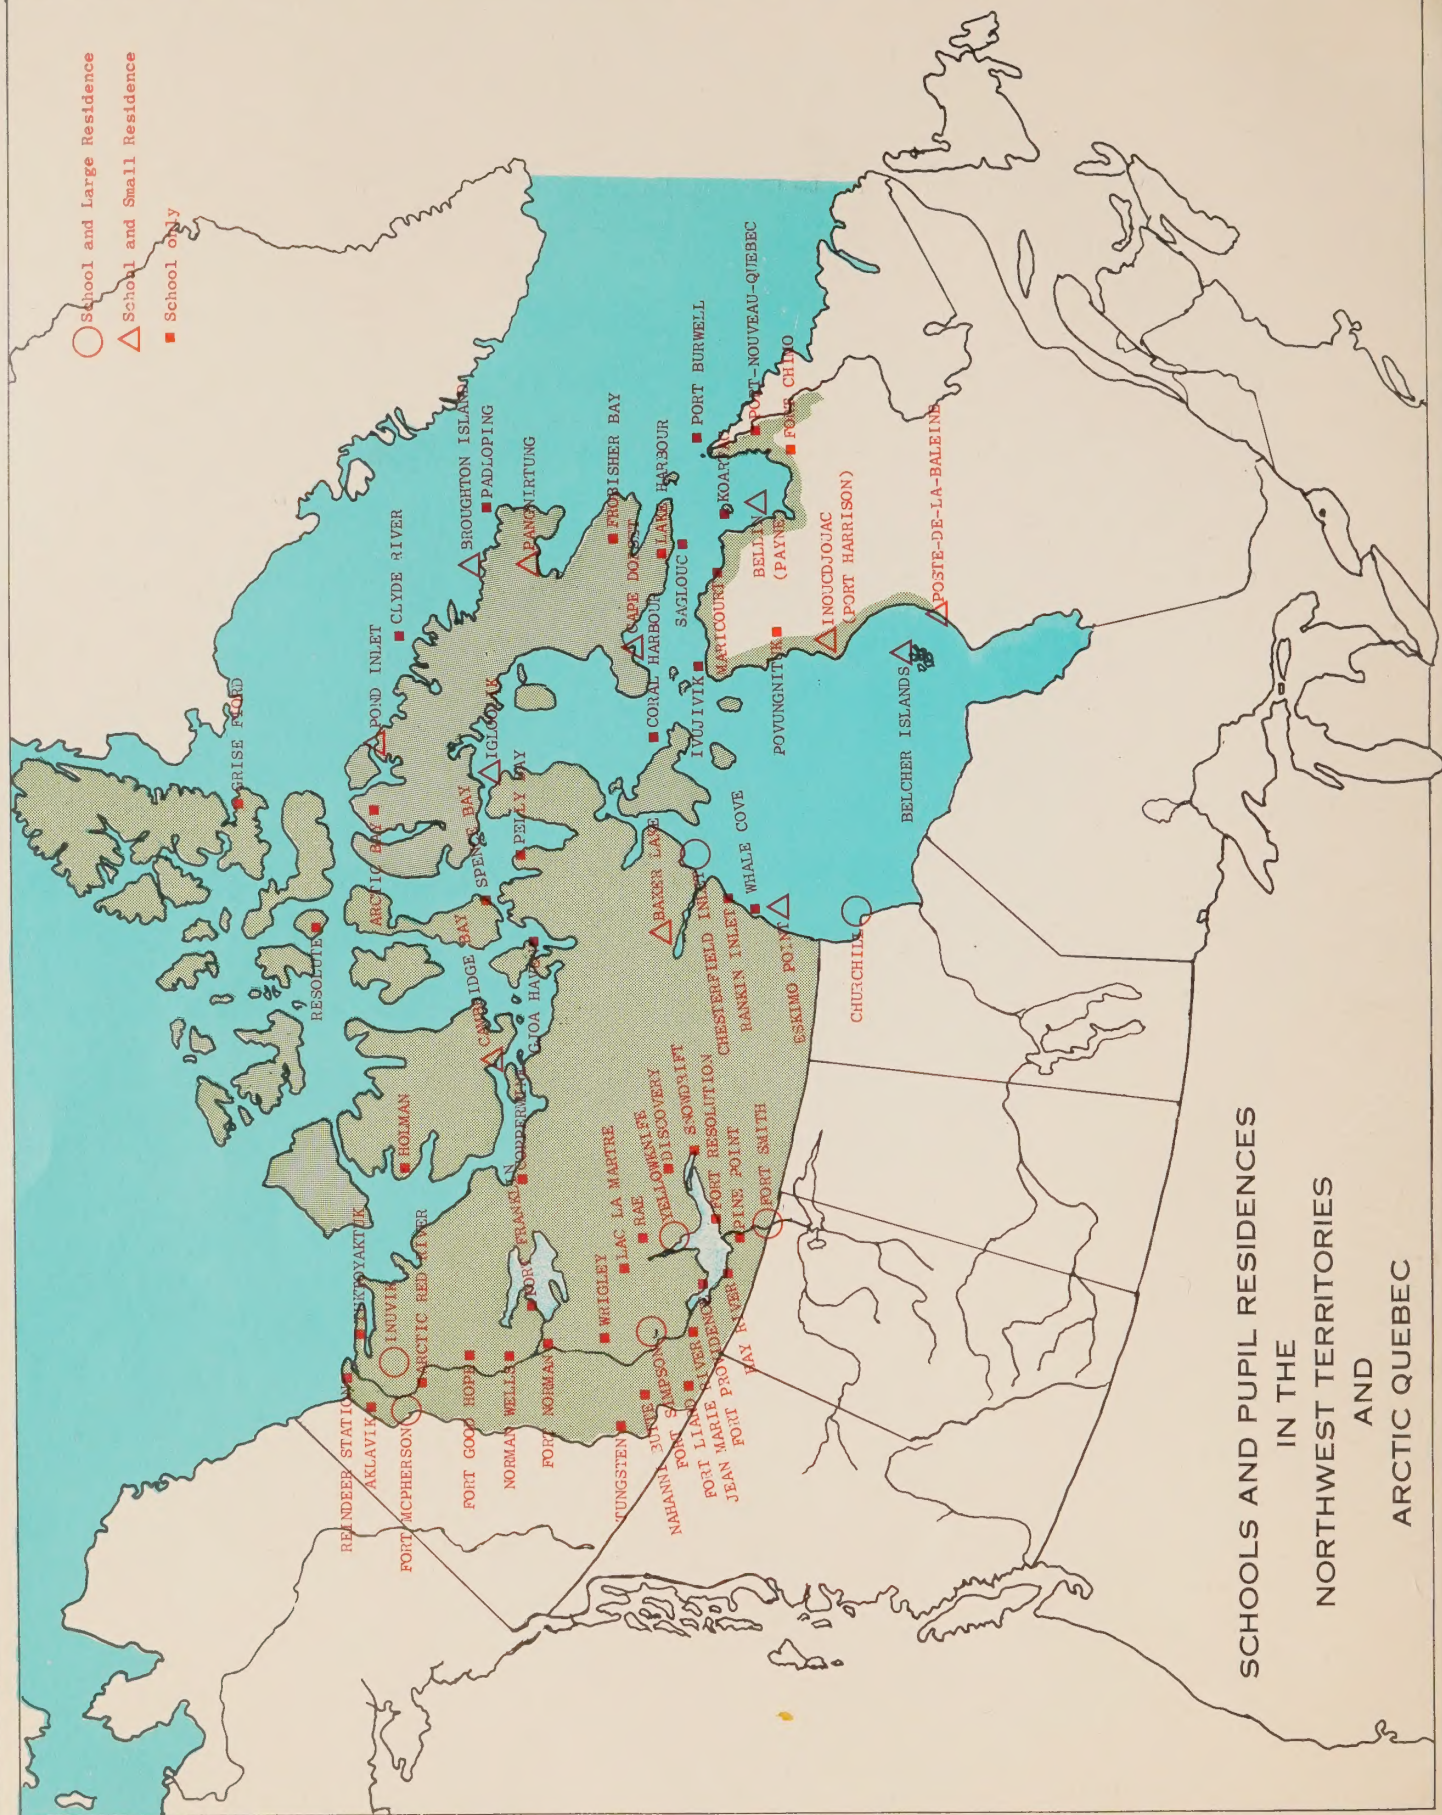 School and Large Residence
School and Small Residence
School only
GRISE FIORD
RESOLUTE
ARCTIC BAY
POND INLET
CLYDE RIVER
BROUGHTON ISLAND
PADLOPING
PANGNIRTUNG
IGLOOLIK
PELLY BAY
SPENCE BAY
CAMBRIDGE BAY
GJOA HAVEN
HOLMAN
COPPERMINE
FROBISHER BAY
LAKE HARBOUR
CAPE DORSET
CORAL HARBOUR
SAGLOUC
IVUJIVIK
MARICOURT
PORT BURWELL
KOARTAC
PORT-NOUVEAU-QUEBEC
FORT CHIMO
BELLIN
(PAYNE)
POVUNGNITUK
INOUCDJOUAC
(PORT HARRISON)
POSTE-DE-LA-BALEINE
BELCHER ISLANDS
BAKER LAKE
CHESTERFIELD INLET
RANKIN INLET
WHALE COVE
ESKIMO POINT
CHURCHILL
TUKTOYAKTUK
INUVIK
ARCTIC RED RIVER
REINDEER STATION
AKLAVIK
FORT MCPHERSON
FORT GOOD HOPE
NORMAN WELLS
FORT NORMAN
FORT FRANKLIN
WRIGLEY
LAC LA MARTRE
RAE
YELLOWKNIFE
DISCOVERY
SNOWDRIFT
FORT RESOLUTION
PINE POINT
FORT SMITH
TUNGSTEN
NAHANNI BUTTE
FORT SIMPSON
FORT LIARD
JEAN MARIE RIVER
FORT PROVIDENCE
HAY RIVER
SCHOOLS AND PUPIL RESIDENCES
IN THE
NORTHWEST TERRITORIES
AND
ARCTIC QUEBEC